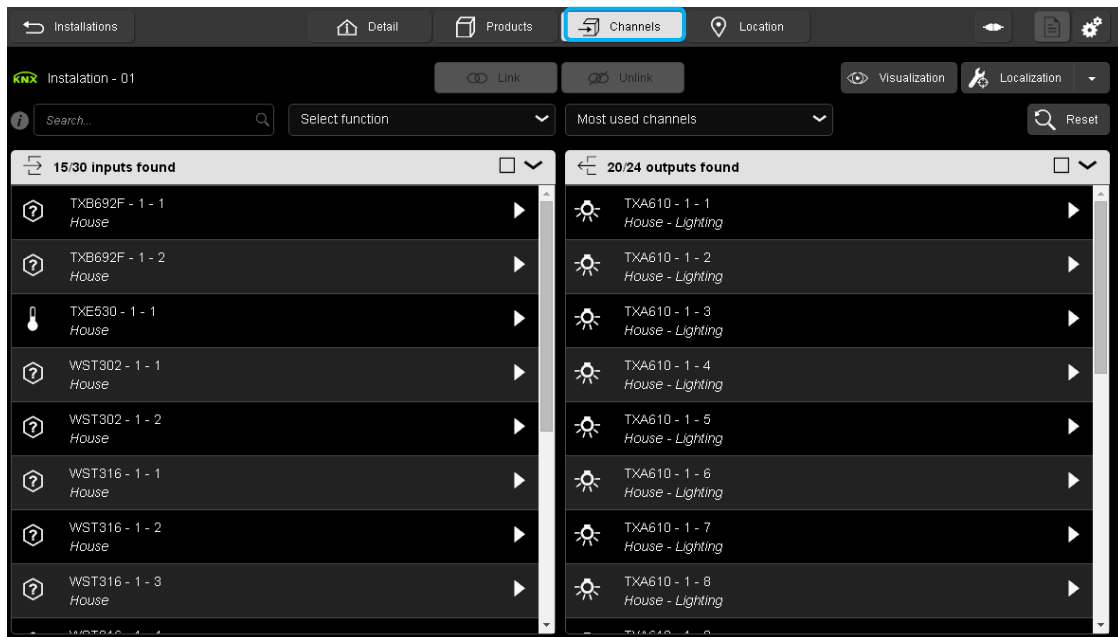 Installations
Detail
Products
Channels
Location
KNX Instalation - 01
Link
Unlink
Visualization
Localization
Search...
Select function
Most used channels
Reset
15/30 inputs found
20/24 outputs found
TXB692F - 1 - 1
House
TXB692F - 1 - 2
House
TXE530 - 1 - 1
House
WST302 - 1 - 1
House
WST302 - 1 - 2
House
WST316 - 1 - 1
House
WST316 - 1 - 2
House
WST316 - 1 - 3
House
TXA610 - 1 - 1
House - Lighting
TXA610 - 1 - 2
House - Lighting
TXA610 - 1 - 3
House - Lighting
TXA610 - 1 - 4
House - Lighting
TXA610 - 1 - 5
House - Lighting
TXA610 - 1 - 6
House - Lighting
TXA610 - 1 - 7
House - Lighting
TXA610 - 1 - 8
House - Lighting